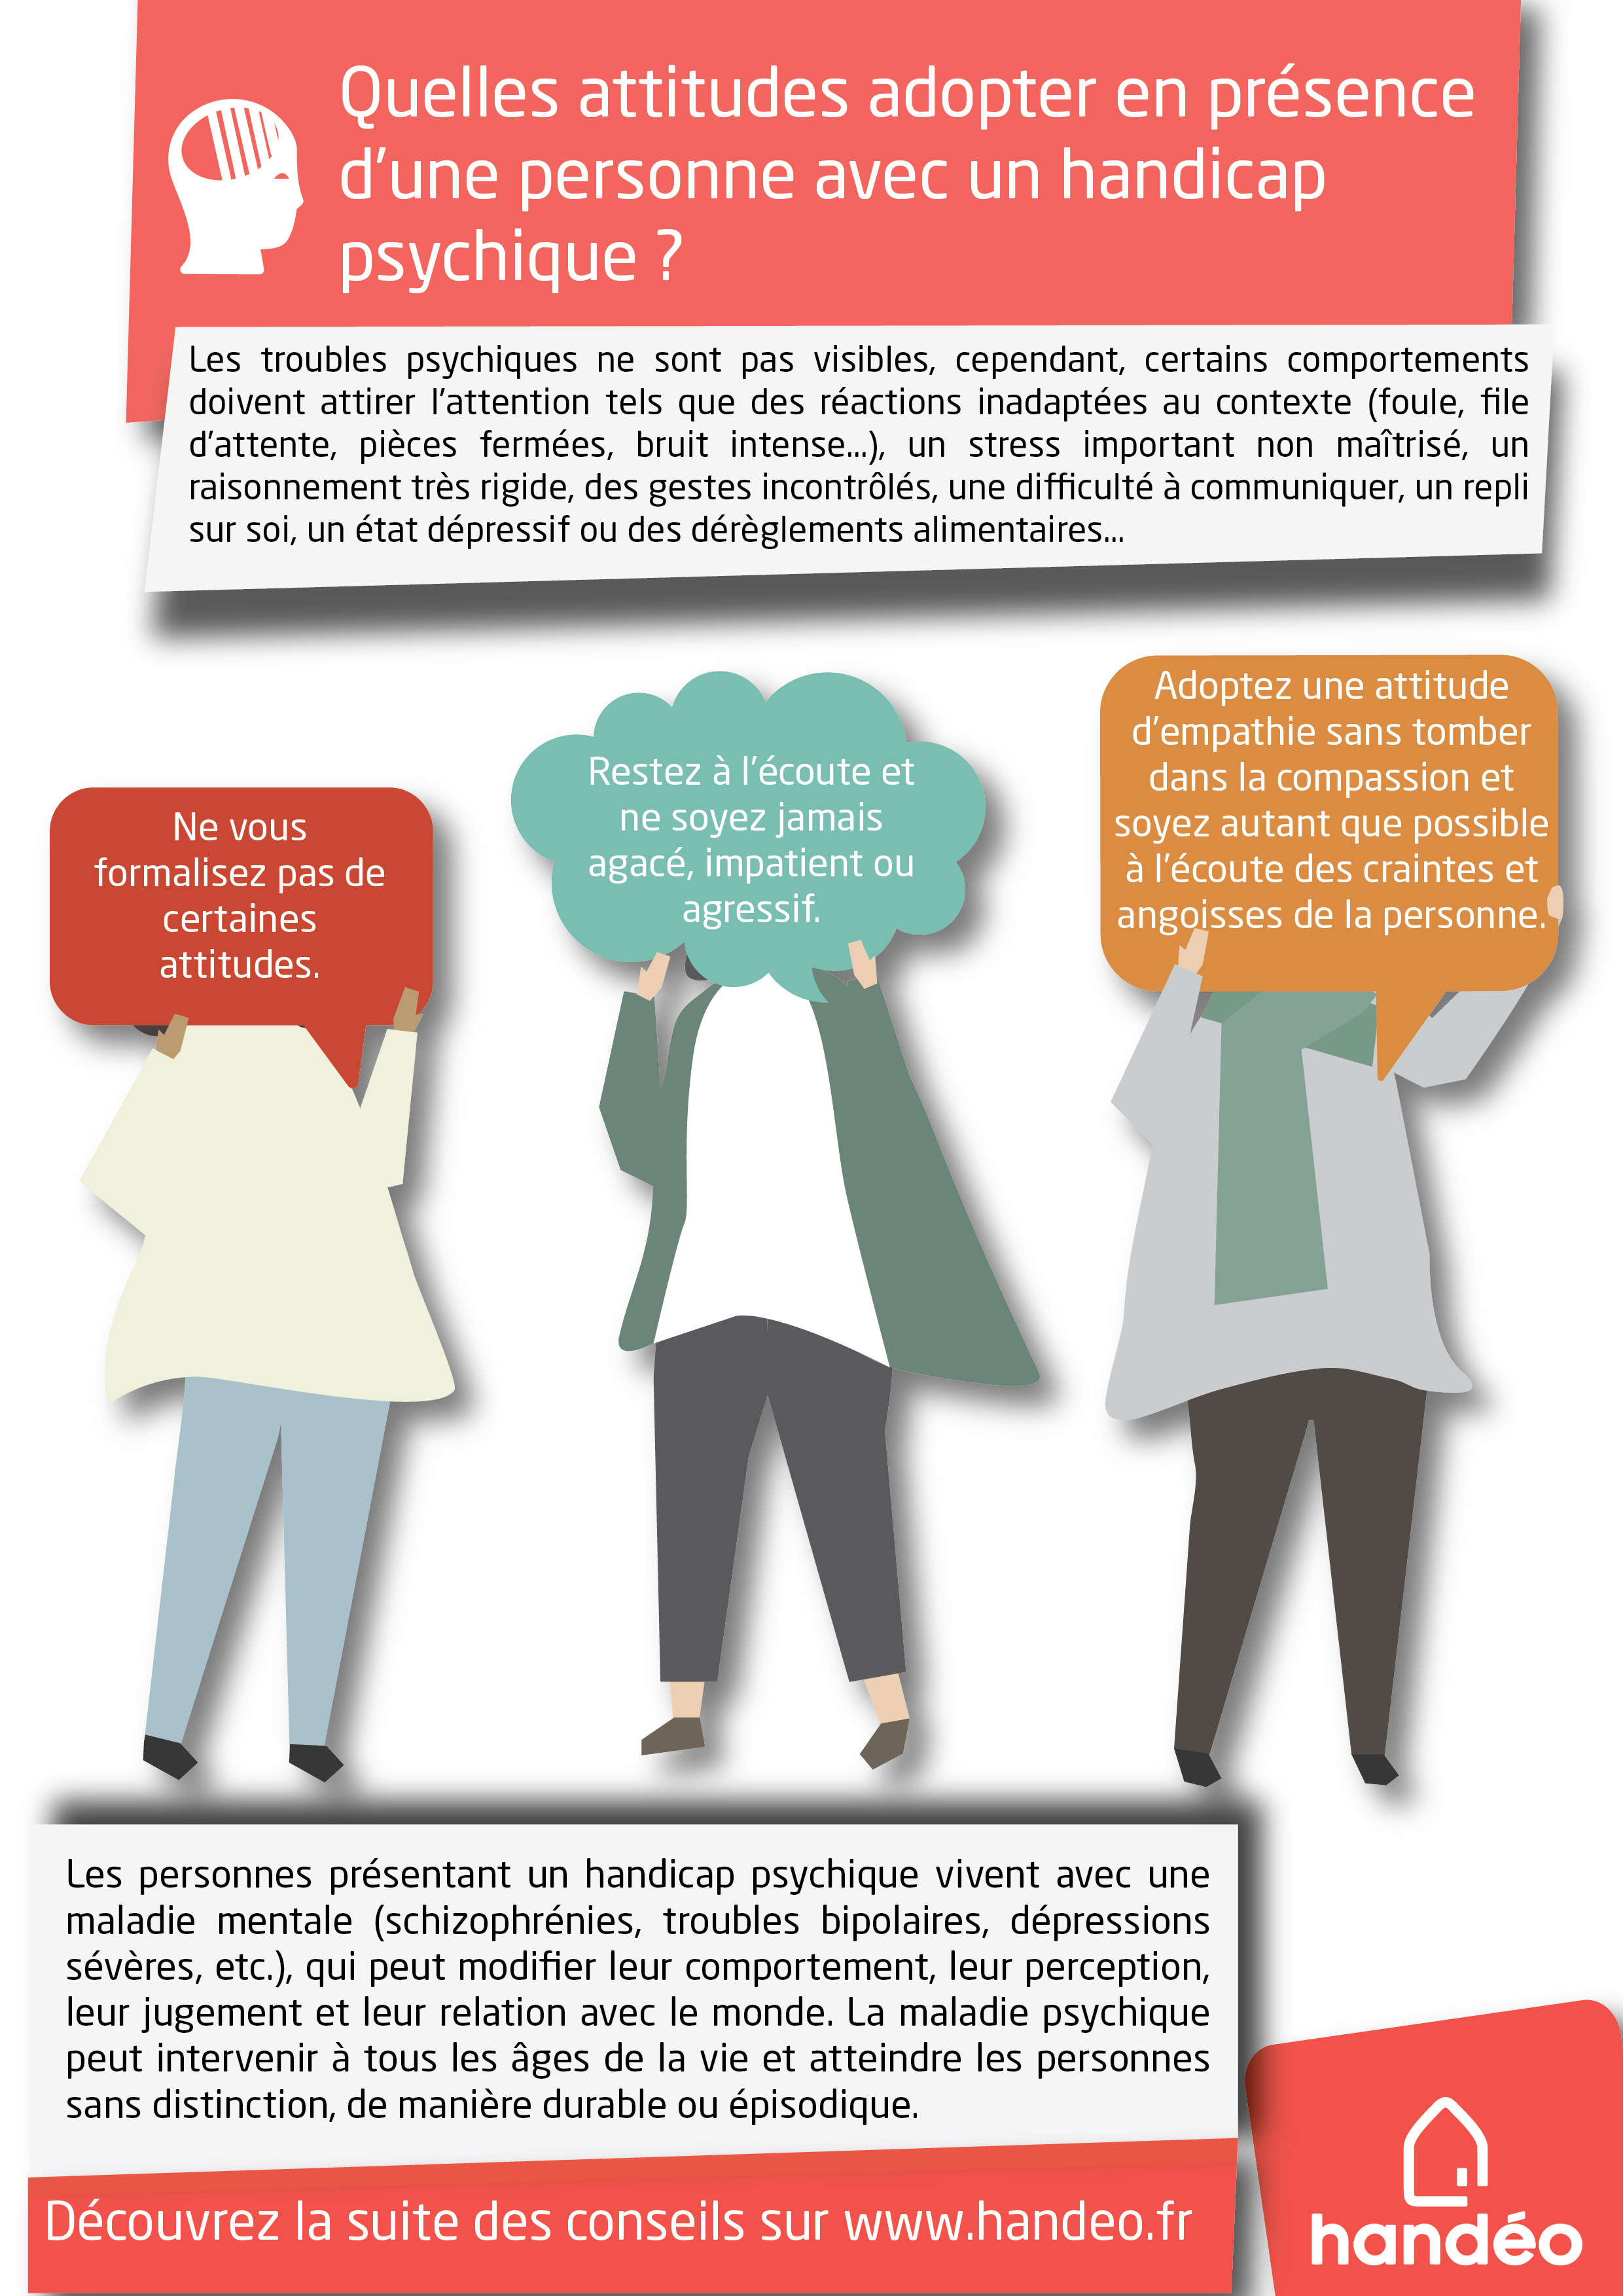 Quelles attitudes adopter en présence
d'une personne avec un handicap
psychique ?
Les troubles psychiques ne sont pas visibles, cependant, certains comportements
doivent attirer l'attention tels que des réactions inadaptées au contexte (foule, file
d'attente, pièces fermées, bruit intense...), un stress important non maîtrisé, un
raisonnement très rigide, des gestes incontrôlés, une difficulté à communiquer, un repli
sur soi, un état dépressif ou des dérèglements alimentaires...
Ne vous
formalisez pas de
certaines
attitudes.
Restez à l'écoute et
ne soyez jamais
agacé, impatient ou
agressif.
Adoptez une attitude
d'empathie sans tomber
dans la compassion et
soyez autant que possible
à l'écoute des craintes et
angoisses de la personne.
Les personnes présentant un handicap psychique vivent avec une
maladie mentale (schizophrénies, troubles bipolaires, dépressions
sévères, etc.), qui peut modifier leur comportement, leur perception,
leur jugement et leur relation avec le monde. La maladie psychique
peut intervenir à tous les âges de la vie et atteindre les personnes
sans distinction, de manière durable ou épisodique.
Découvrez la suite des conseils sur www.handeo.fr
handéo